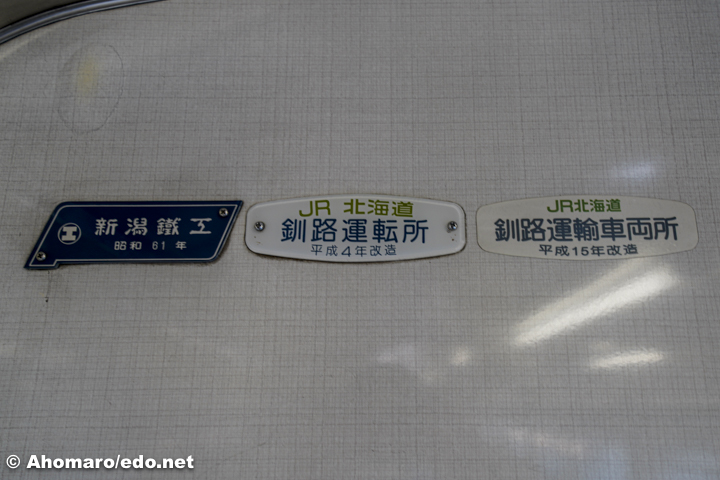 新潟鐵工
昭和 61 年
JR 北海道
釧路運転所
平成4年改造
JR北海道
釧路運輸車両所
平成15年改造
© Ahomaro/edo.net